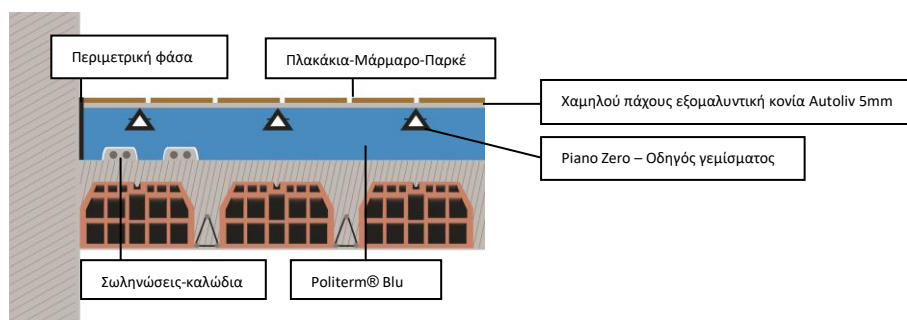 Περιμετρική φάσα
Πλακάκια-Μάρμαρο-Παρκέ
Χαμηλού πάχους εξομαλυντική κονία Autoliv 5mm
Piano Zero – Οδηγός γεμίσματος
Σωληνώσεις-καλώδια
Politerm® Blu